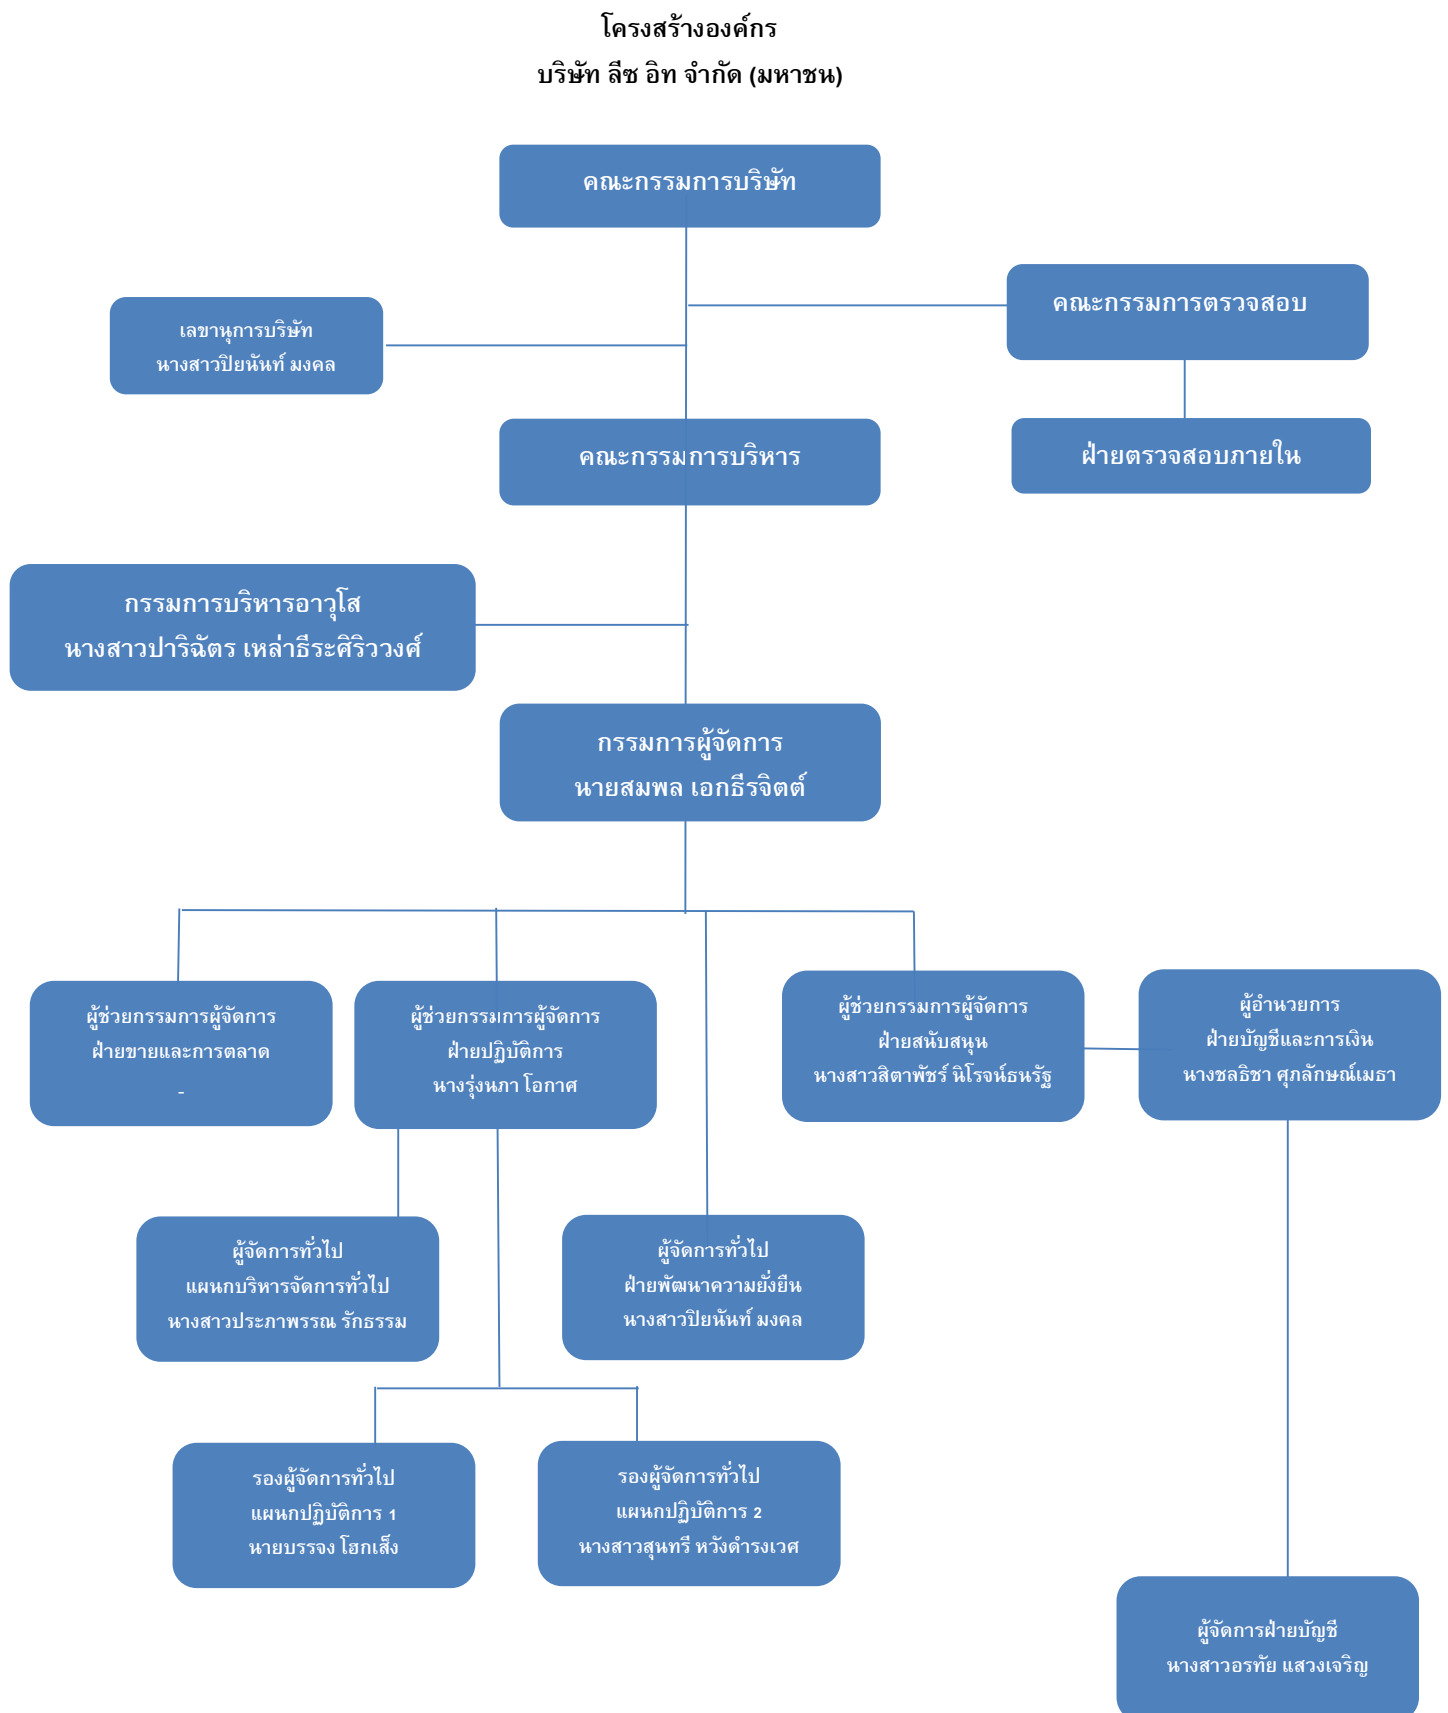 โครงสร้างองค์กร
บริษัท ลีซ อิท จำกัด (มหาชน)
คณะกรรมการบริษัท
คณะกรรมการตรวจสอบ
เลขานุการบริษัท
นางสาวปิยนันท์ มงคล
คณะกรรมการบริหาร
ฝ่ายตรวจสอบภายใน
กรรมการบริหารอาวุโส
นางสาวปาริฉัตร เหล่าธีระศิริววงศ์
กรรมการผู้จัดการ
นายสมพล เอกธีรจิตต์
ผู้ช่วยกรรมการผู้จัดการ
ฝ่ายขายและการตลาด
-
ผู้ช่วยกรรมการผู้จัดการ
ฝ่ายปฏิบัติการ
นางรุ่งนภา โอกาศ
ผู้ช่วยกรรมการผู้จัดการ
ฝ่ายสนับสนุน
นางสาวสิตาพัชร์ นิโรจน์ธนรัฐ
ผู้อำนวยการ
ฝ่ายบัญชีและการเงิน
นางชลธิชา ศุภลักษณ์เมธา
ผู้จัดการทั่วไป
แผนกบริหารจัดการทั่วไป
นางสาวประภาพรรณ รักธรรม
ผู้จัดการทั่วไป
ฝ่ายพัฒนาความยั่งยืน
นางสาวปิยนันท์ มงคล
รองผู้จัดการทั่วไป
แผนกปฏิบัติการ 1
นายบรรจง โฮกเส็ง
รองผู้จัดการทั่วไป
แผนกปฏิบัติการ 2
นางสาวสุนทรี หวังดำรงเวศ
ผู้จัดการฝ่ายบัญชี
นางสาวอรทัย แสวงเจริญ